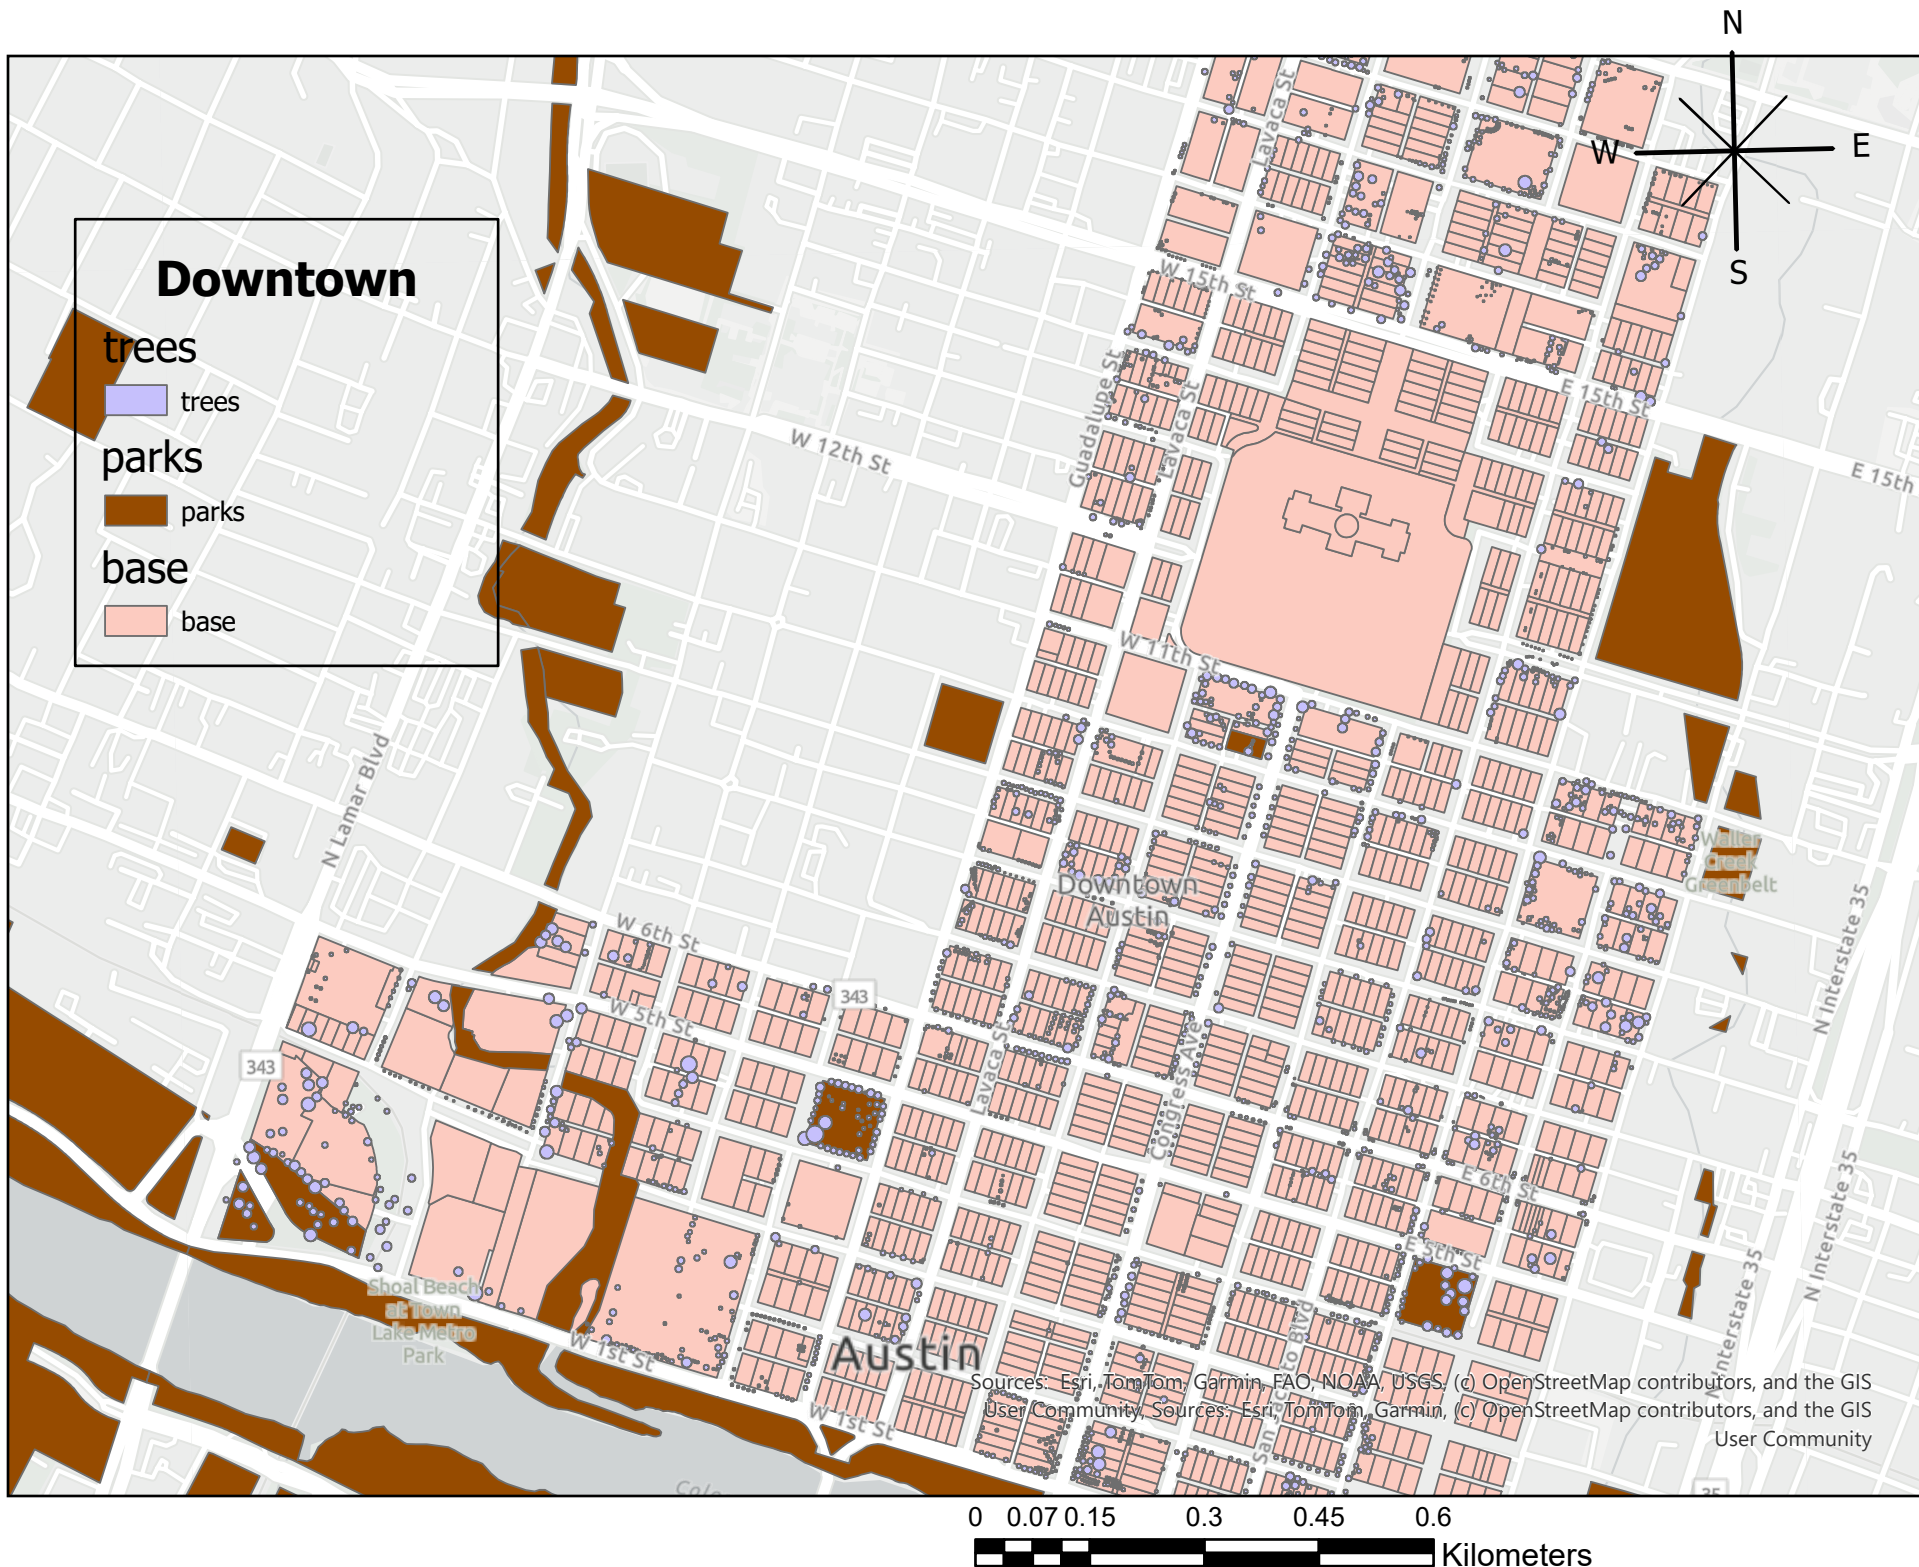 N
W
E
S
Downtown
trees
trees
parks
parks
base
base
Lavaca St
W 15th St
E 15th St
E 15th
Guadalupe St
Lavaca St
W 12th St
W 11th St
N Lamar Blvd
Waller
Creek
Greenbelt
Downtown
Austin
W 6th St
343
W 5th St
343
N Interstate 35
Lavaca St
Congress Ave
E 6th St
N Interstate 35
E 5th St
Shoal Beach
at Town
Lake Metro
Park
W 1st St
Austin
San Jacinto Blvd
N Interstate 35
W 1st St
Sources: Esri, TomTom, Garmin, FAO, NOAA, USGS, (c) OpenStreetMap contributors, and the GIS
User Community, Sources: Esri, TomTom, Garmin, (c) OpenStreetMap contributors, and the GIS
User Community
35
0 0.07 0.15 0.3 0.45 0.6
Kilometers